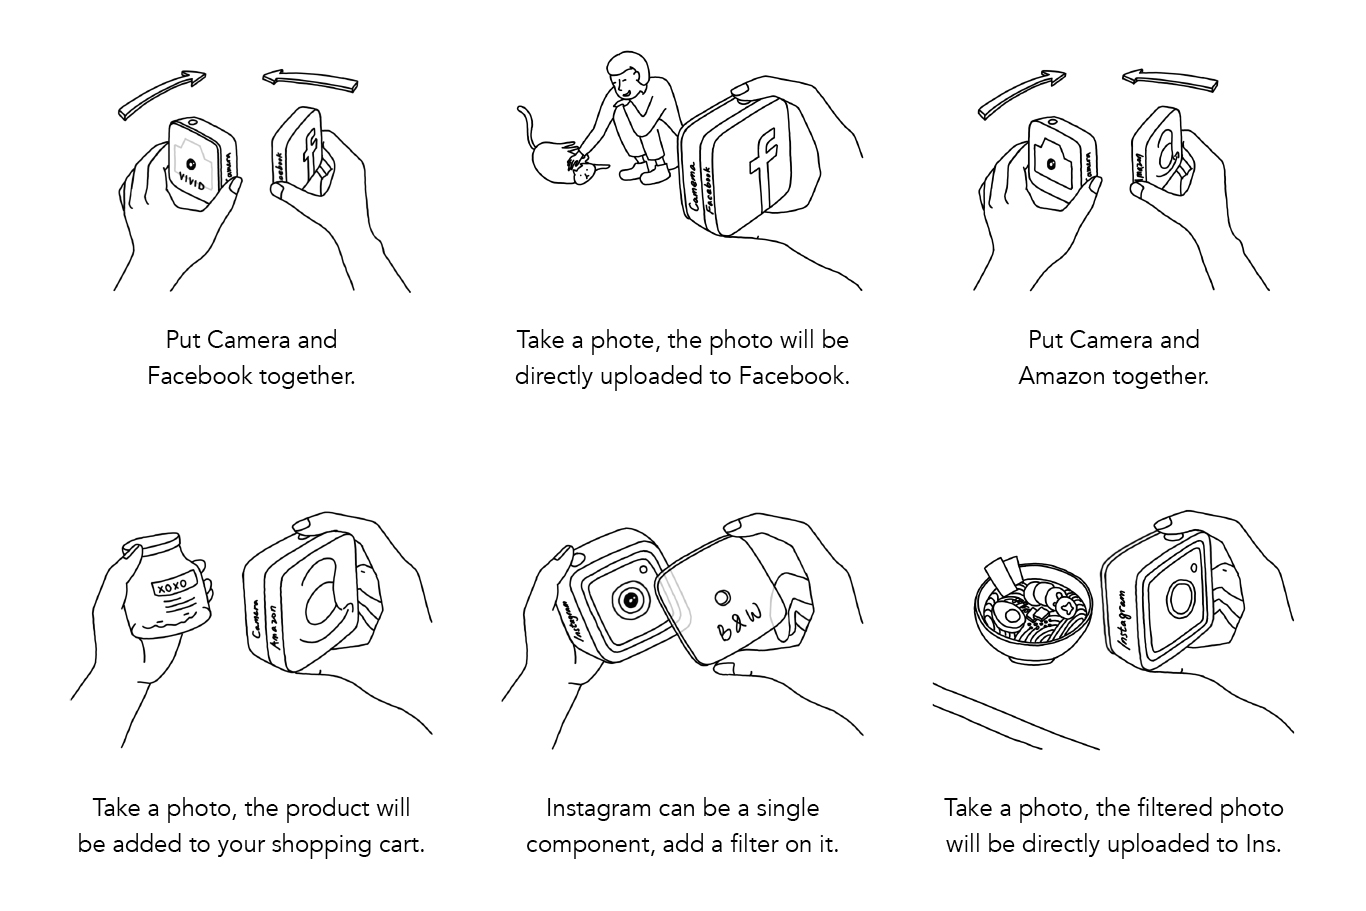 VIVID
Camera
Facebook
f
Put Camera and
Facebook together.
Camera
Facebook
f
Take a phote, the photo will be
directly uploaded to Facebook.
Camera
Amazon
Put Camera and
Amazon together.
XOXO
Camera
Amazon
Take a photo, the product will
be added to your shopping cart.
Instagram
B&W
Instagram can be a single
component, add a filter on it.
Instagram
Take a photo, the filtered photo
will be directly uploaded to Ins.